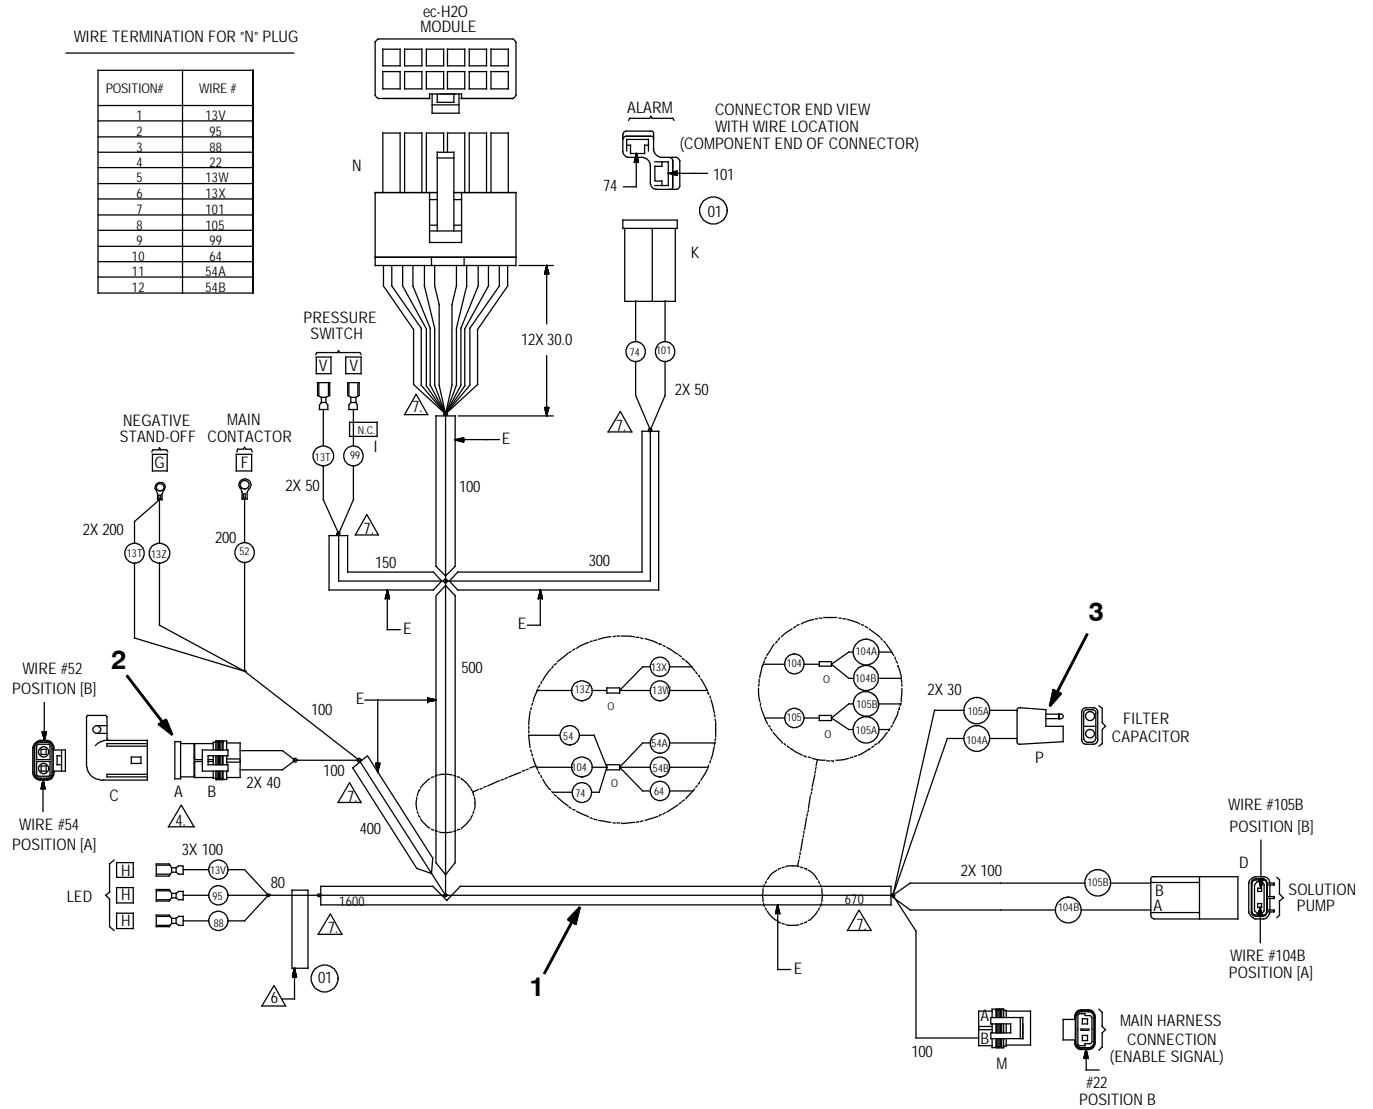 ec-H2O
MODULE
WIRE TERMINATION FOR "N" PLUG
POSITION# WIRE #
1 13V
2 95
3 88
4 22
5 13W
6 13X
7 101
8 105
9 99
10 64
11 54A
12 54B
N
ALARM
CONNECTOR END VIEW
WITH WIRE LOCATION
(COMPONENT END OF CONNECTOR)
74
101
01
K
12X 30.0
74
101
2X 50
7.
7.
PRESSURE
SWITCH
V V
N.C.
I
13T
99
2X 50
7.
E
100
NEGATIVE
STAND-OFF
MAIN
CONTACTOR
G
F
2X 200
200
13T
13Z
52
150
300
E
E
500
E
100
2
WIRE #52
POSITION [B]
WIRE #54
POSITION [A]
C
A
B
4.
2X 40
100
7.
400
13Z
13X
13W
O
54
104
74
54A
54B
64
O
104
104A
104B
O
105
105B
105A
O
3
2X 30
105A
104A
P
FILTER
CAPACITOR
WIRE #105B
POSITION [B]
D
SOLUTION
PUMP
WIRE #104B
POSITION [A]
2X 100
105B
104B
B
A
LED
H
H
H
3X 100
13V
95
88
80
1600
7.
6
01
1
670
7.
E
100
A
B
M
MAIN HARNESS
CONNECTION
(ENABLE SIGNAL)
#22
POSITION B